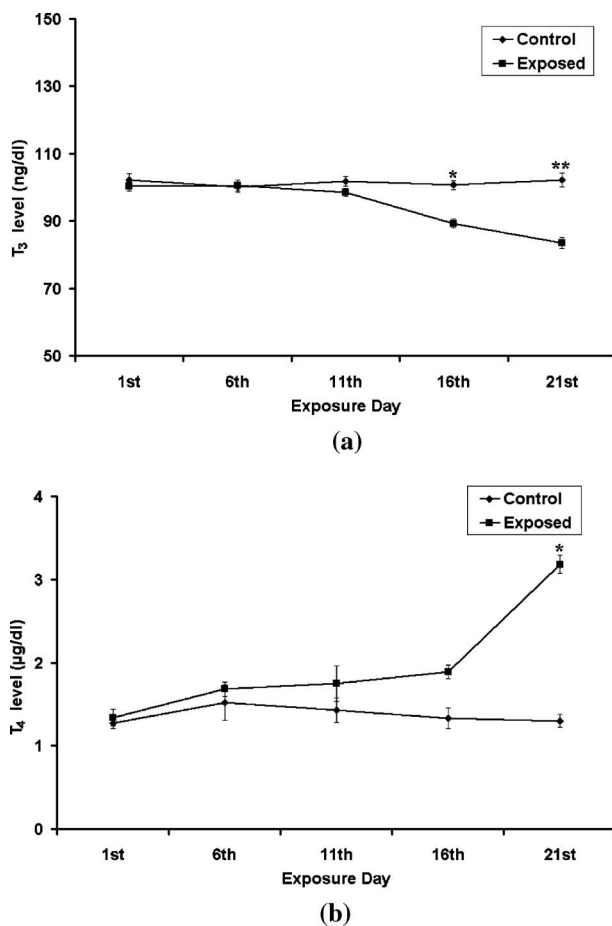 150
130
110
90
70
50
T3 level (ng/dl)
Control
Exposed
*
**
1st 6th 11th 16th 21st
Exposure Day
(a)
4
3
2
1
0
T4 level (µg/dl)
Control
Exposed
*
1st 6th 11th 16th 21st
Exposure Day
(b)